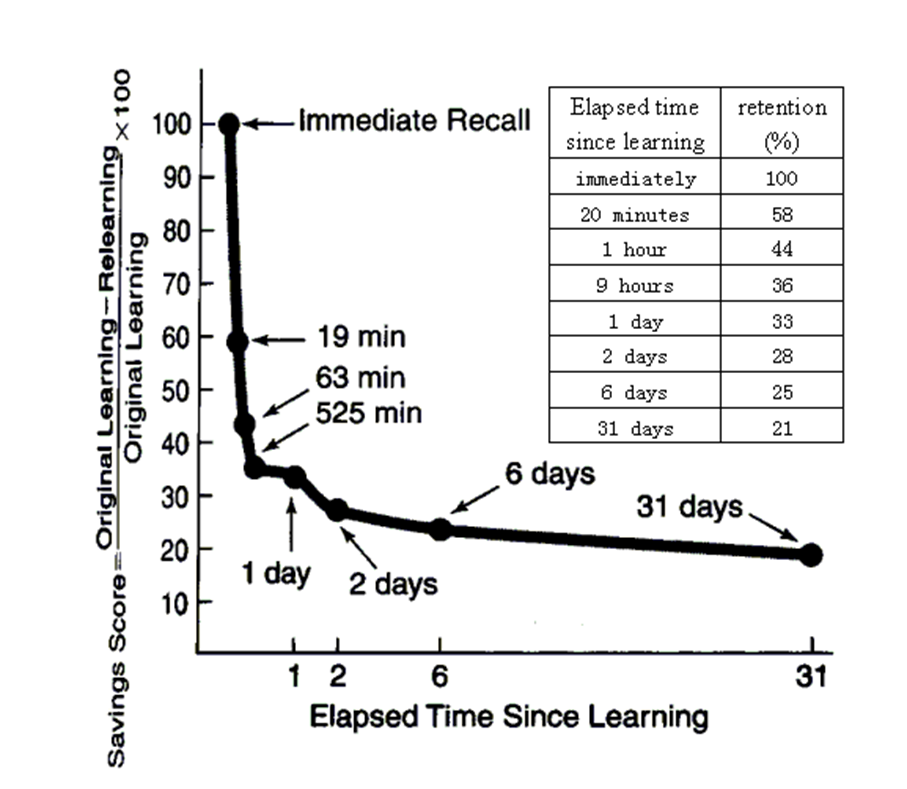 Savings Score=
Original Learning—Relearning
Original Learning
×100
100
90
80
70
60
50
40
30
20
10
Immediate Recall
19 min
63 min
525 min
1 day
2 days
6 days
31 days
1 2 6 31
Elapsed Time Since Learning
Elapsed time since learning retention (%)
immediately 100
20 minutes 58
1 hour 44
9 hours 36
1 day 33
2 days 28
6 days 25
31 days 21